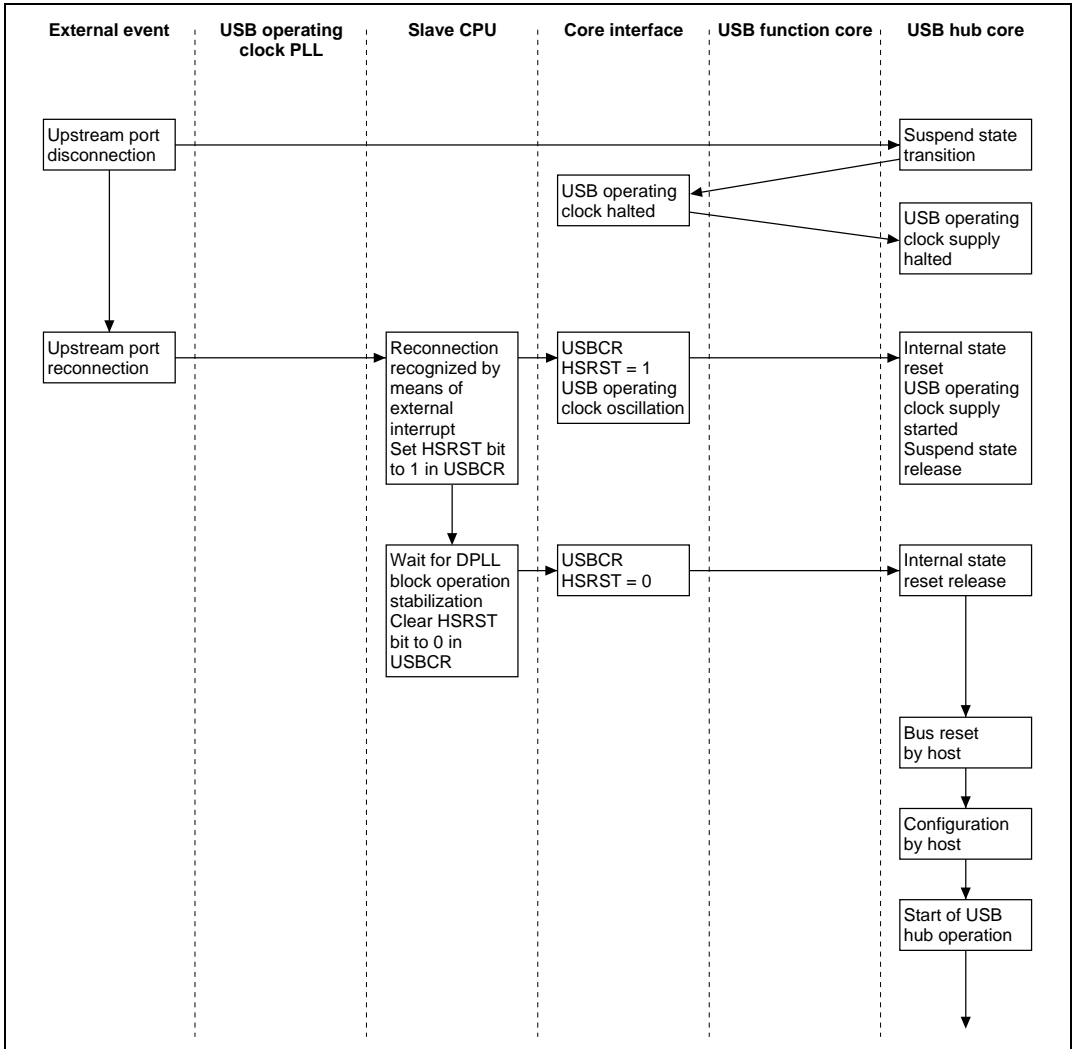 External event
USB operating
clock PLL
Slave CPU
Core interface
USB function core
USB hub core
Upstream port
disconnection
Suspend state
transition
USB operating
clock halted
USB operating
clock supply
halted
Upstream port
reconnection
Reconnection
recognized by
means of
external
interrupt
Set HSRST bit
to 1 in USBCR
USBCR
HSRST = 1
USB operating
clock oscillation
Internal state
reset
USB operating
clock supply
started
Suspend state
release
Wait for DPLL
block operation
stabilization
Clear HSRST
bit to 0 in
USBCR
USBCR
HSRST = 0
Internal state
reset release
Bus reset
by host
Configuration
by host
Start of USB
hub operation